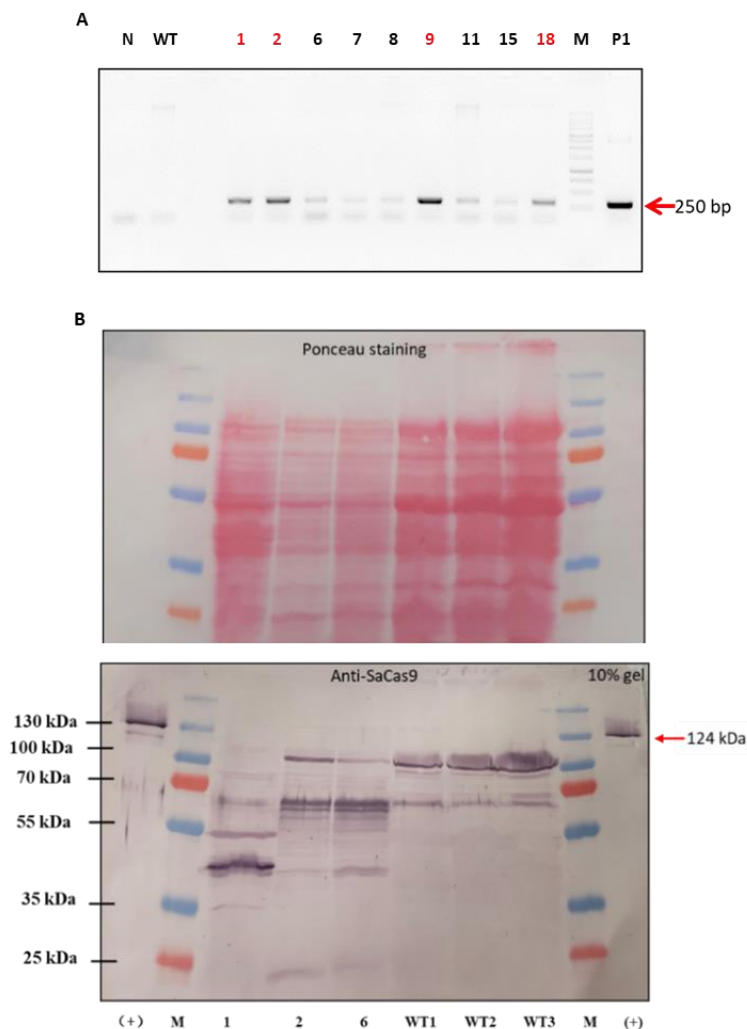 A
N WT 1 2 6 7 8 9 11 15 18 M P1
250 bp
B
Ponceau staining
Anti-SaCas9 10% gel
130 kDa
124 kDa
100 kDa
70 kDa
55 kDa
35 kDa
25 kDa
(+) M 1 2 6 WT1 WT2 WT3 M (+)